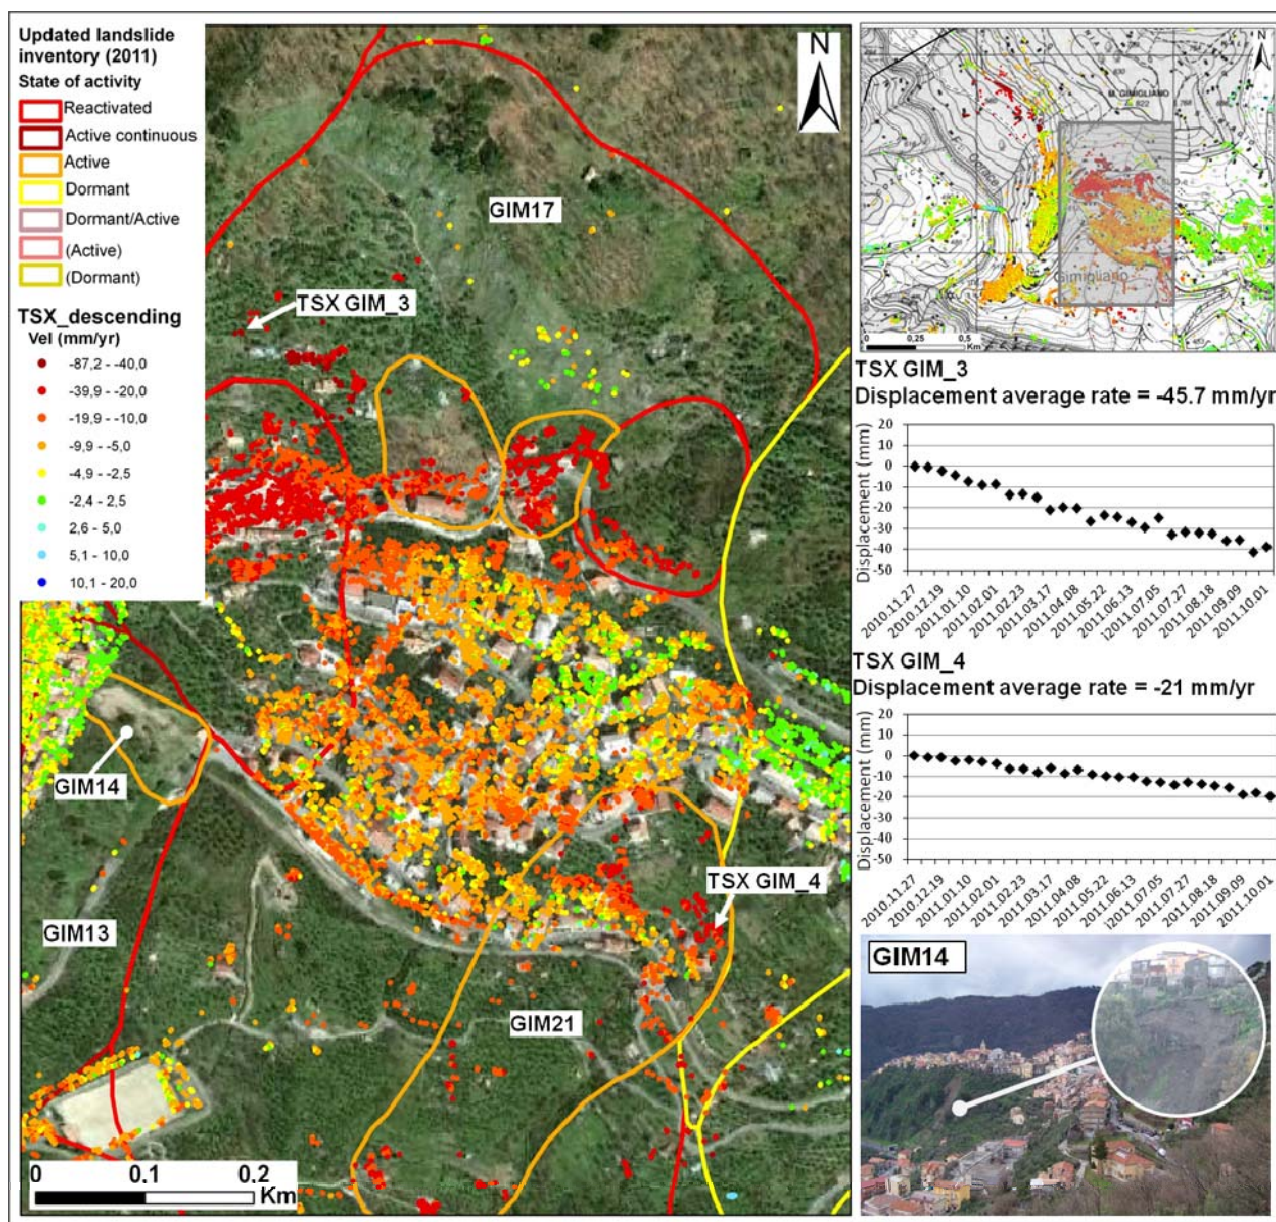 Updated landslide
inventory (2011)
State of activity
Reactivated
Active continuous
Active
Dormant
Dormant/Active
(Active)
(Dormant)
TSX_descending
Vel (mm/yr)
-87,2 - -40,0
-39,9 - -20,0
-19,9 - -10,0
-9,9 - -5,0
-4,9 - -2,5
-2,4 - 2,5
2,6 - 5,0
5,1 - 10,0
10,1 - 20,0
N
GIM17
TSX GIM_3
GIM14
GIM13
TSX GIM_4
GIM21
0 0.1 0.2
Km
N
M. GIMIGLIANO
Gimigliano
0 0,25 0,5
Km
TSX GIM_3
Displacement average rate = -45.7 mm/yr
Displacement (mm)
20
10
0
-10
-20
-30
-40
-50
2010.11.27
2010.12.19
2011.01.10
2011.02.01
2011.02.23
2011.03.17
2011.04.08
2011.05.22
2011.06.13
2011.07.05
2011.07.27
2011.08.18
2011.09.09
2011.10.01
TSX GIM_4
Displacement average rate = -21 mm/yr
Displacement (mm)
20
10
0
-10
-20
-30
-40
-50
2010.11.27
2010.12.19
2011.01.10
2011.02.01
2011.02.23
2011.03.17
2011.04.08
2011.05.22
2011.06.13
2011.07.05
2011.07.27
2011.08.18
2011.09.09
2011.10.01
GIM14